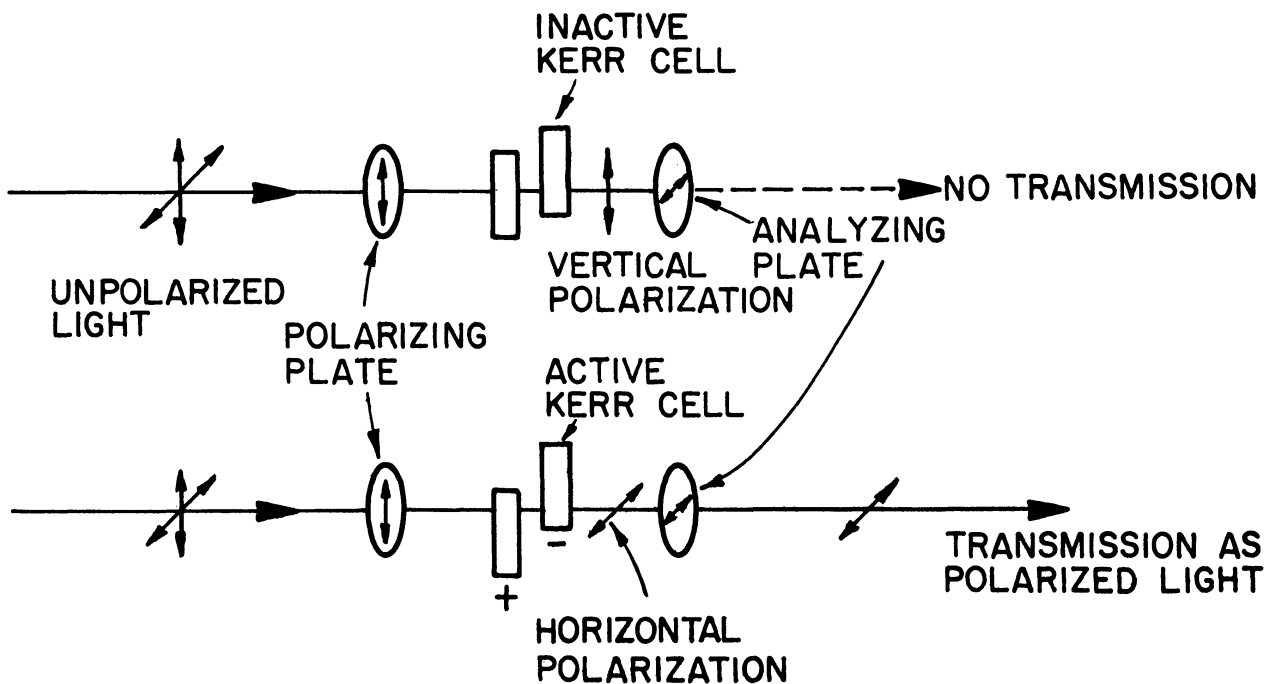 INACTIVE
KERR CELL
NO TRANSMISSION
ANALYZING
PLATE
VERTICAL
POLARIZATION
UNPOLARIZED
LIGHT
POLARIZING
PLATE
ACTIVE
KERR CELL
-
+
TRANSMISSION AS
POLARIZED LIGHT
HORIZONTAL
POLARIZATION